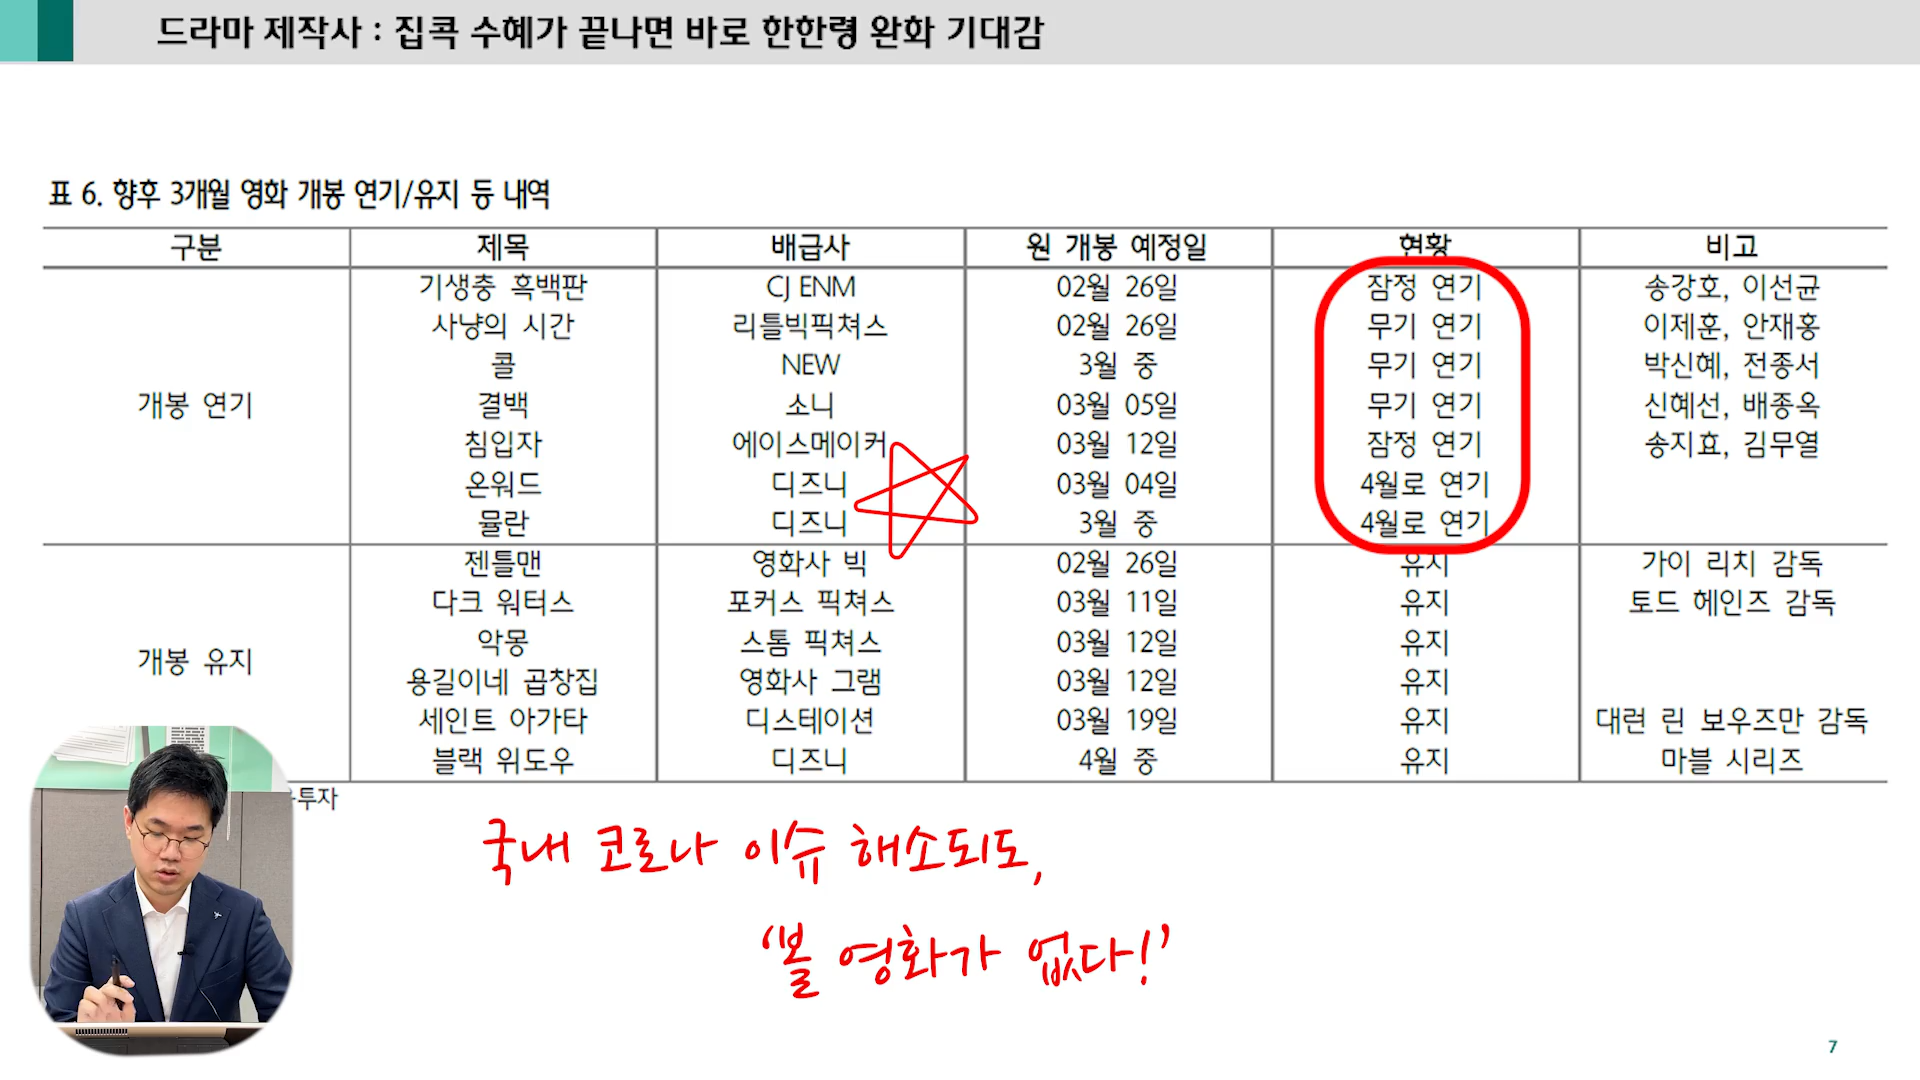 드라마 제작사 : 집콕 수혜가 끝나면 바로 한한령 완화 기대감
표 6. 향후 3개월 영화 개봉 연기/유지 등 내역
구분 제목 배급사 원 개봉 예정일 현황 비고
기생충 흑백판 CJ ENM 02월 26일 잠정 연기 송강호, 이선균
사냥의 시간 리틀빅픽쳐스 02월 26일 무기 연기 이제훈, 안재홍
콜 NEW 3월 중 무기 연기 박신혜, 전종서
개봉 연기 결백 소니 03월 05일 무기 연기 신혜선, 배종옥
침입자 에이스메이커 03월 12일 잠정 연기 송지효, 김무열
온워드 디즈니 03월 04일 4월로 연기
뮬란 디즈니 3월 중 4월로 연기
젠틀맨 영화사 빅 02월 26일 유지 가이 리치 감독
다크 워터스 포커스 픽쳐스 03월 11일 유지 토드 헤인즈 감독
악몽 스톰 픽쳐스 03월 12일 유지
개봉 유지 용길이네 곱창집 영화사 그램 03월 12일 유지
세인트 아가타 디스테이션 03월 19일 유지 대런 린 보우즈만 감독
블랙 위도우 디즈니 4월 중 유지 마블 시리즈
투자
국내 코로나 이슈 해소되도,
'볼 영화가 없다!'
7